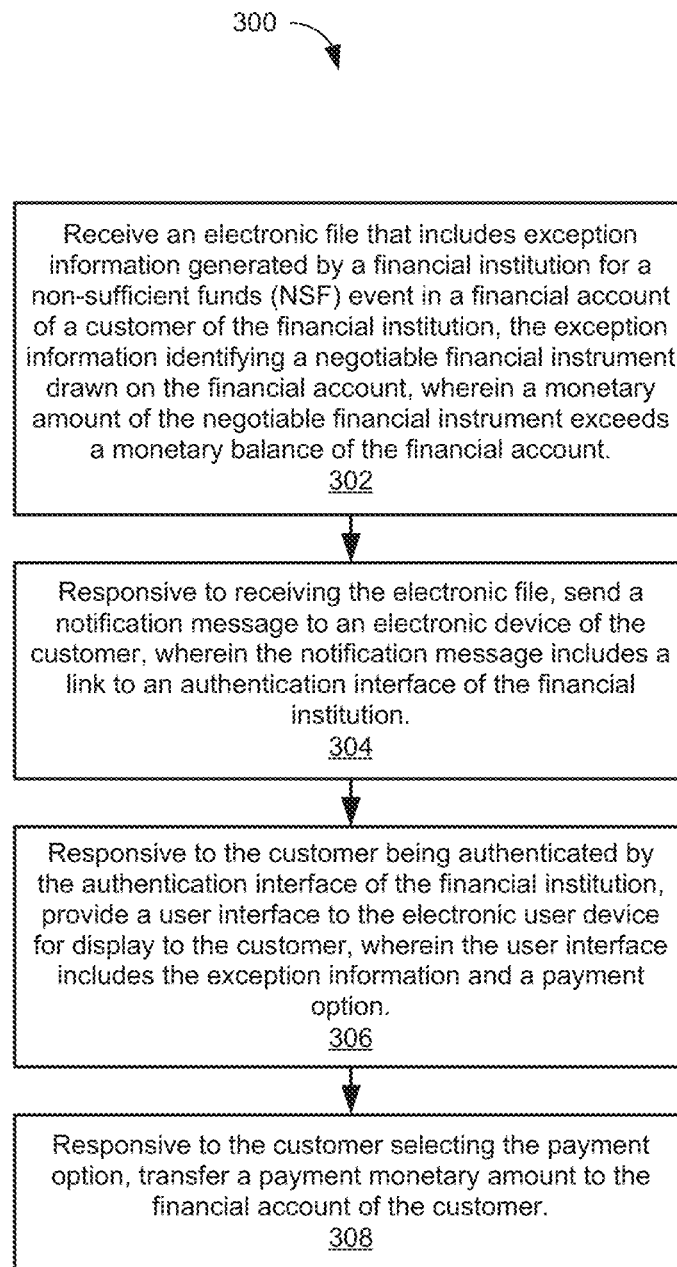 300
Receive an electronic file that includes exception
information generated by a financial institution for a
non-sufficient funds (NSF) event in a financial account
of a customer of the financial institution, the exception
information identifying a negotiable financial instrument
drawn on the financial account, wherein a monetary
amount of the negotiable financial instrument exceeds
a monetary balance of the financial account.
302
Responsive to receiving the electronic file, send a
notification message to an electronic device of the
customer, wherein the notification message includes a
link to an authentication interface of the financial
institution.
304
Responsive to the customer being authenticated by
the authentication interface of the financial institution,
provide a user interface to the electronic user device
for display to the customer, wherein the user interface
includes the exception information and a payment
option.
306
Responsive to the customer selecting the payment
option, transfer a payment monetary amount to the
financial account of the customer.
308